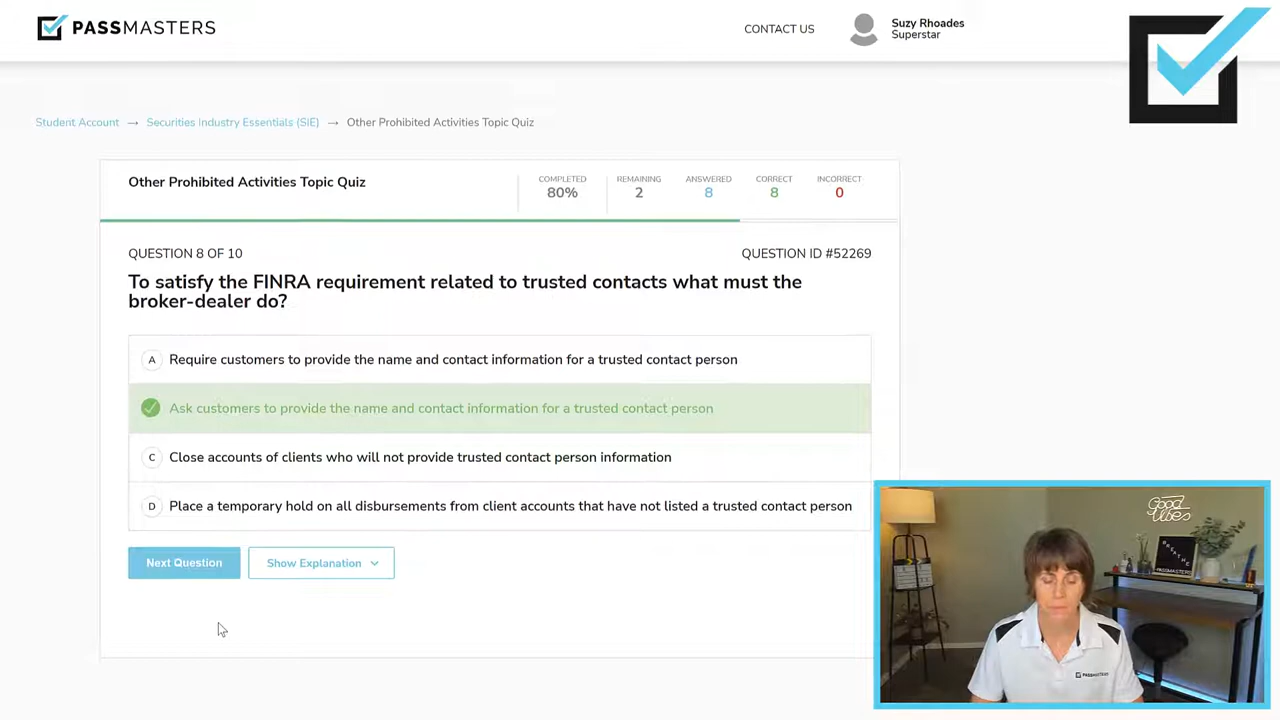 PASSMASTERS
CONTACT US
Suzy Rhoades
Superstar
Student Account → Securities Industry Essentials (SIE) → Other Prohibited Activities Topic Quiz
Other Prohibited Activities Topic Quiz
COMPLETED
80%
REMAINING
2
ANSWERED
8
CORRECT
8
INCORRECT
0
QUESTION 8 OF 10
QUESTION ID #52269
To satisfy the FINRA requirement related to trusted contacts what must the
broker-dealer do?
A Require customers to provide the name and contact information for a trusted contact person
Ask customers to provide the name and contact information for a trusted contact person
C Close accounts of clients who will not provide trusted contact person information
D Place a temporary hold on all disbursements from client accounts that have not listed a trusted contact person
Next Question
Show Explanation
Good
Vibes
BREATHE
PASSMASTERS
PASSMASTERS